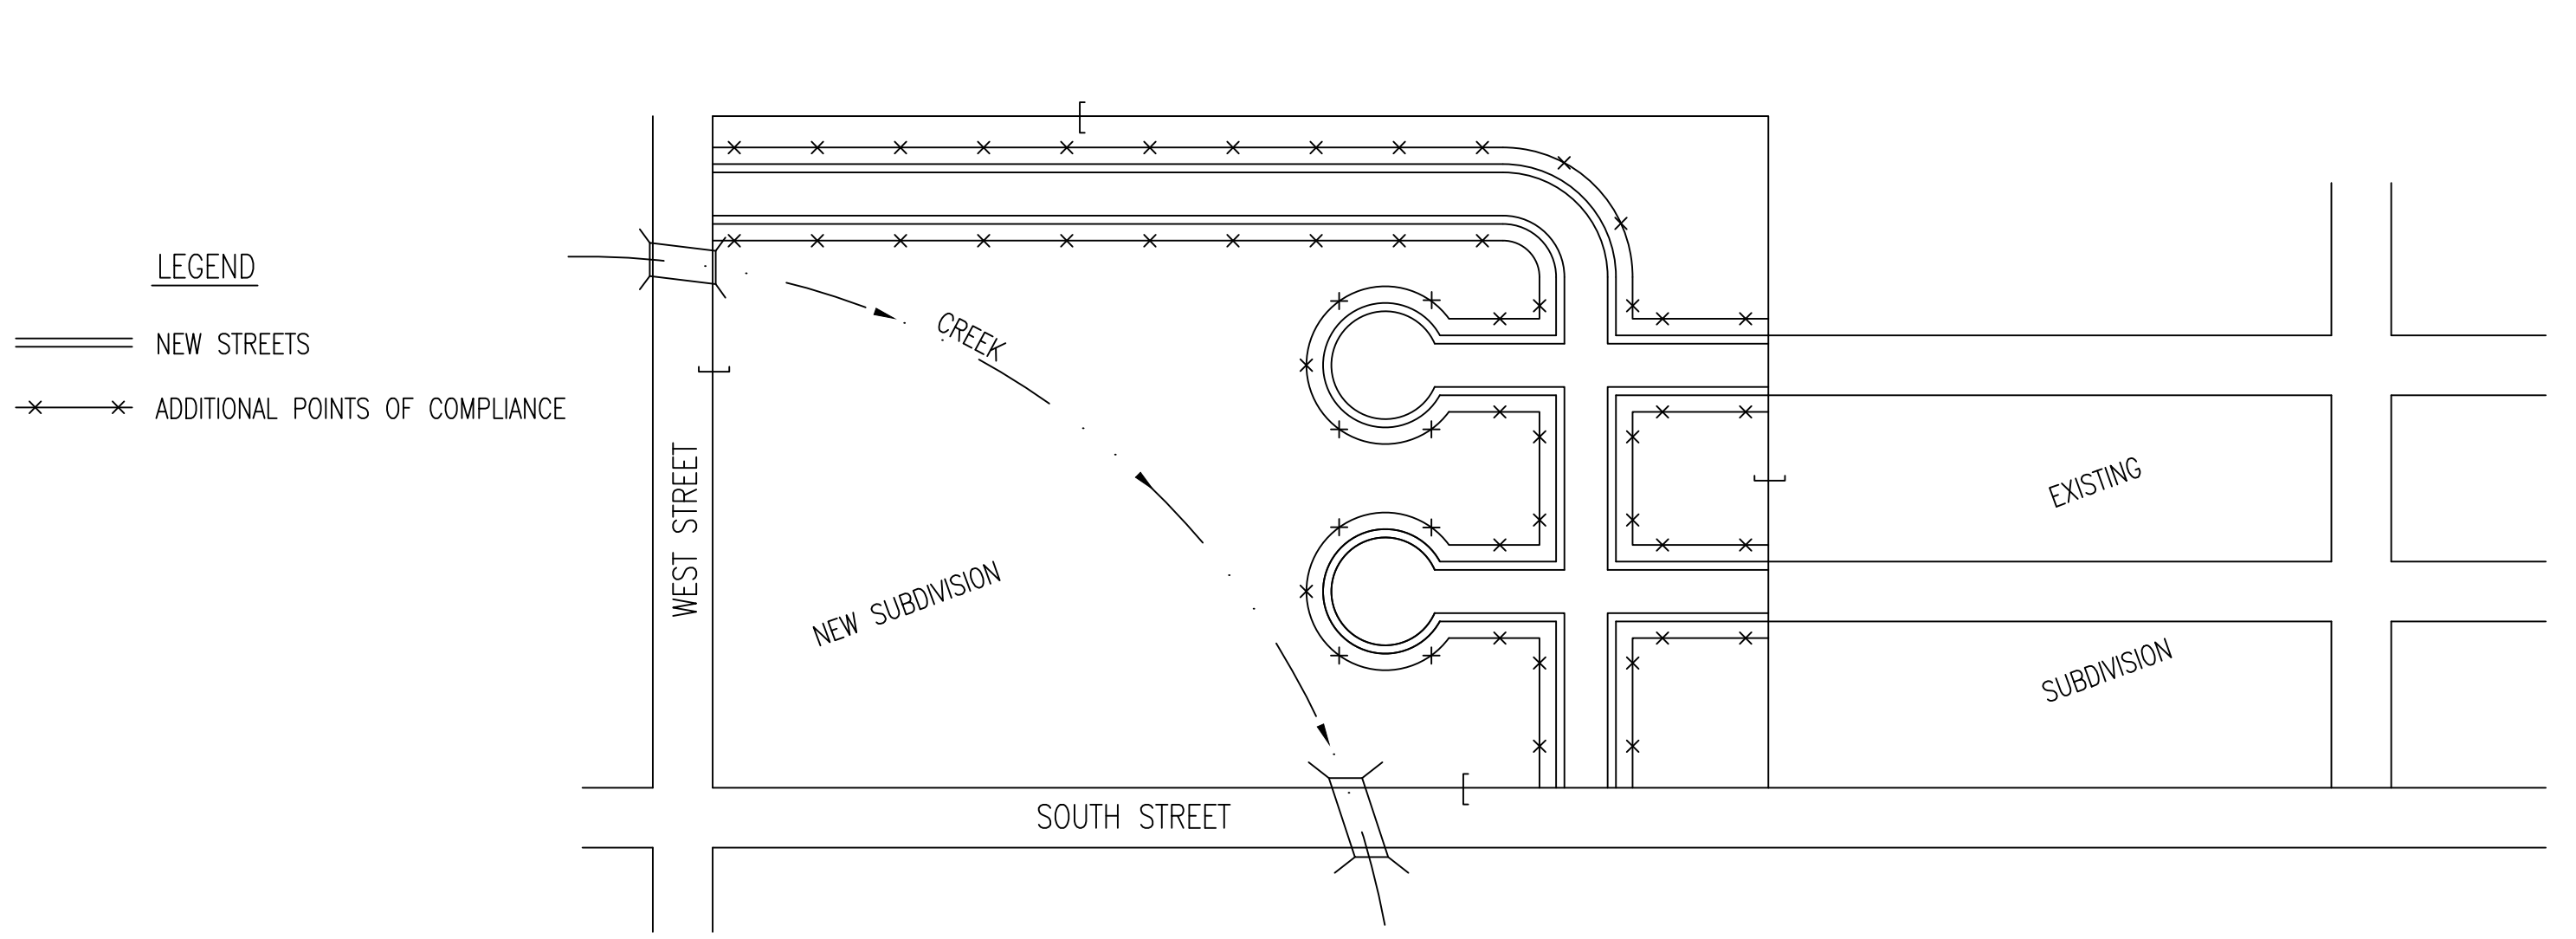 LEGEND
NEW STREETS
ADDITIONAL POINTS OF COMPLIANCE
CREEK
WEST STREET
NEW SUBDIVISION
SOUTH STREET
EXISTING
SUBDIVISION